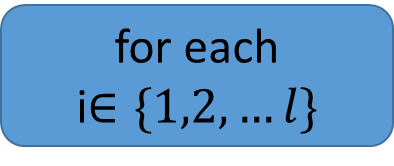 for each
i∈ {1,2, … l}